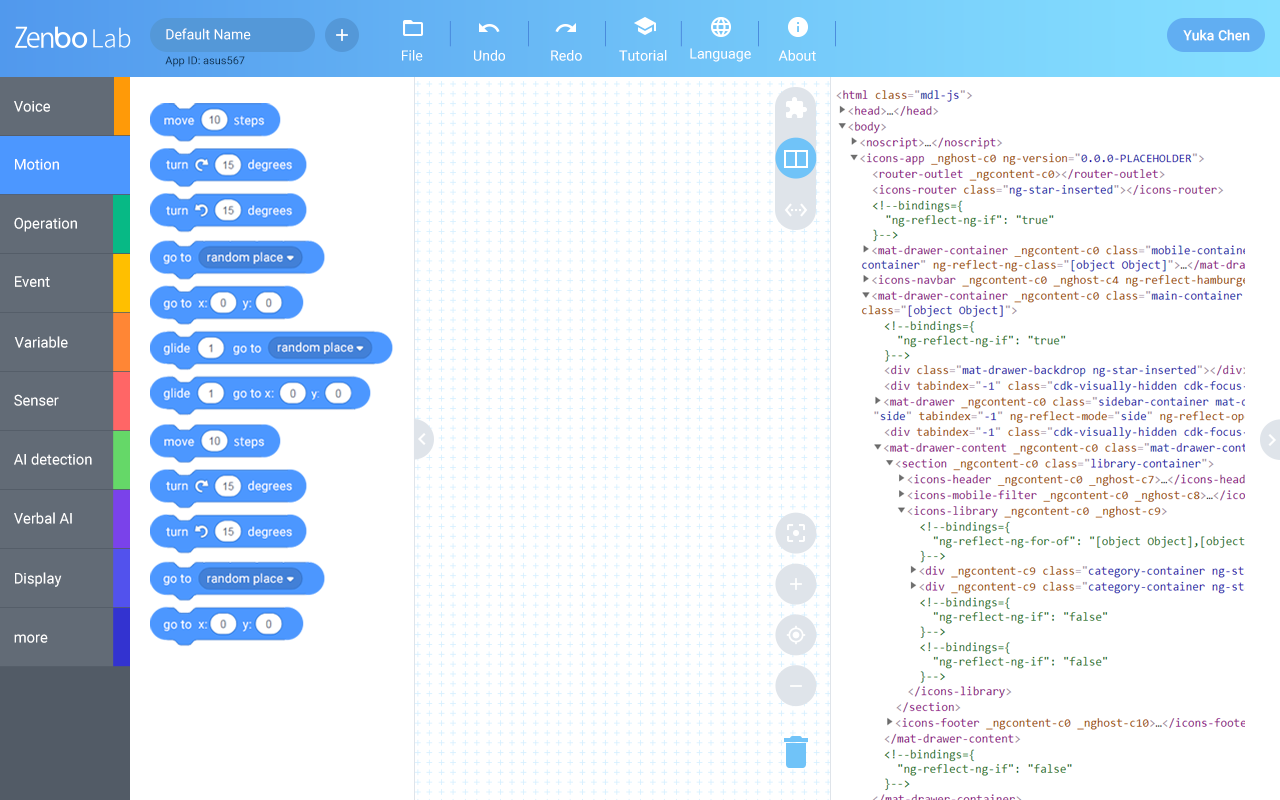 Zenbo Lab
Default Name
App ID: asus567
File
Undo
Redo
Tutorial
Language
About
Yuka Chen
Voice
Motion
Operation
Event
Variable
Senser
AI detection
Verbal AI
Display
more
move 10 steps
turn 15 degrees
turn 15 degrees
go to random place
go to x: 0 y: 0
glide 1 go to random place
glide 1 go to x: 0 y: 0
move 10 steps
turn 15 degrees
turn 15 degrees
go to random place
go to x: 0 y: 0
<html class="mdl-js">
<head>…</head>
<body>
<noscript>…</noscript>
<icons-app _nghost-c0 ng-version="0.0.0-PLACEHOLDER">
<router-outlet _ngcontent-c0></router-outlet>
<icons-router class="ng-star-inserted"></icons-router>
<!--bindings={
"ng-reflect-ng-if": "true"
}-->
<mat-drawer-container _ngcontent-c0 class="mobile-containe
container" ng-reflect-ng-class="[object Object]">…</mat-dra
<icons-navbar _ngcontent-c0 _nghost-c4 ng-reflect-hamburge
<mat-drawer-container _ngcontent-c0 class="main-container
class="[object Object]">
<!--bindings={
"ng-reflect-ng-if": "true"
}-->
<div class="mat-drawer-backdrop ng-star-inserted"></div>
<div tabindex="-1" class="cdk-visually-hidden cdk-focus-
<mat-drawer _ngcontent-c0 class="sidebar-container mat-d
"side" tabindex="-1" ng-reflect-mode="side" ng-reflect-op
<div tabindex="-1" class="cdk-visually-hidden cdk-focus-
<mat-drawer-content _ngcontent-c0 class="mat-drawer-cont
<section _ngcontent-c0 class="library-container">
<icons-header _ngcontent-c0 _nghost-c7>…</icons-head
<icons-mobile-filter _ngcontent-c0 _nghost-c8>…</ico
<icons-library _ngcontent-c0 _nghost-c9>
<!--bindings={
"ng-reflect-ng-for-of": "[object Object],[object
}-->
<div _ngcontent-c9 class="category-container ng-st
<div _ngcontent-c9 class="category-container ng-st
<!--bindings={
"ng-reflect-ng-if": "false"
}-->
<!--bindings={
"ng-reflect-ng-if": "false"
}-->
</icons-library>
</section>
<icons-footer _ngcontent-c0 _nghost-c10>…</icons-foote
</mat-drawer-content>
<!--bindings={
"ng-reflect-ng-if": "false"
}-->
</mat-drawer-container>